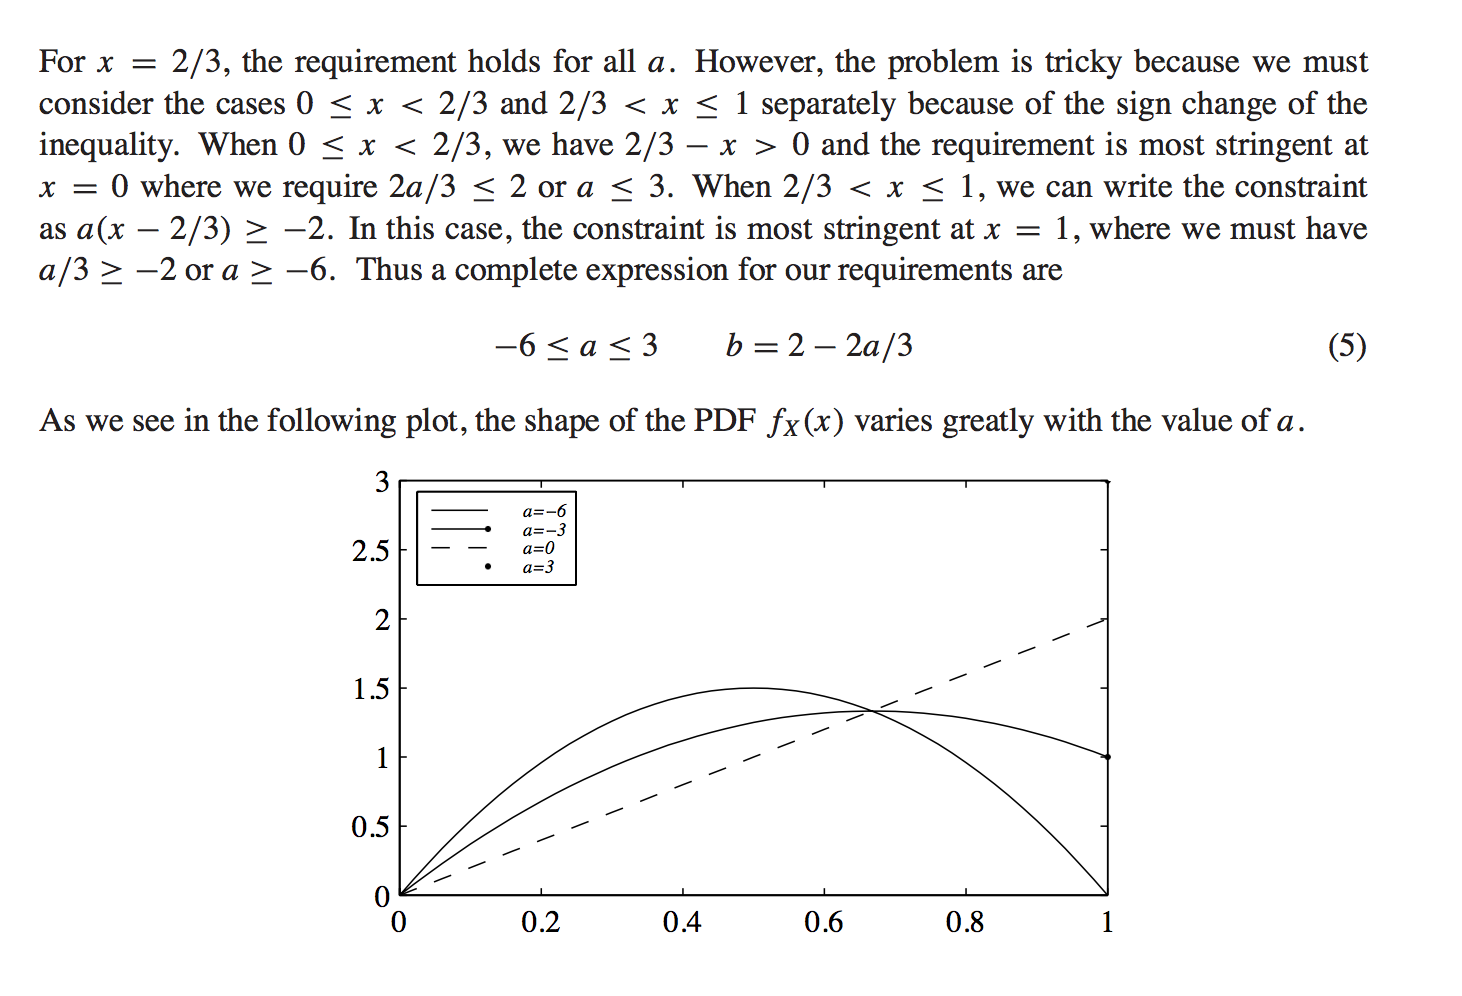 For x = 2/3, the requirement holds for all a. However, the problem is tricky because we must
consider the cases 0 ≤ x < 2/3 and 2/3 < x ≤ 1 separately because of the sign change of the
inequality. When 0 ≤ x < 2/3, we have 2/3 − x > 0 and the requirement is most stringent at
x = 0 where we require 2a/3 ≤ 2 or a ≤ 3. When 2/3 < x ≤ 1, we can write the constraint
as a(x − 2/3) ≥ −2. In this case, the constraint is most stringent at x = 1, where we must have
a/3 ≥ −2 or a ≥ −6. Thus a complete expression for our requirements are
−6 ≤ a ≤ 3 b = 2 − 2a/3 (5)
As we see in the following plot, the shape of the PDF f_X(x) varies greatly with the value of a.
3
a=−6
a=−3
2.5
a=0
a=3
2
1.5
1
0.5
0
0 0.2 0.4 0.6 0.8 1